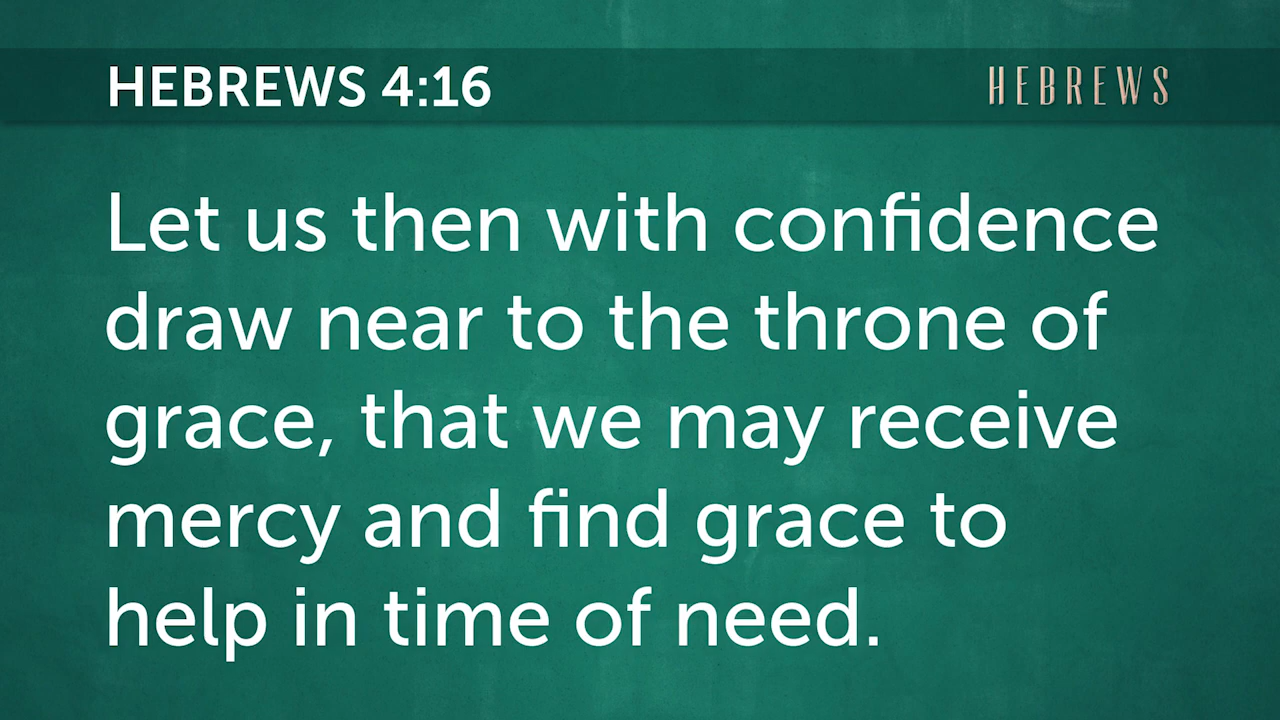 HEBREWS 4:16
HEBREWS
Let us then with confidence
draw near to the throne of
grace, that we may receive
mercy and find grace to
help in time of need.